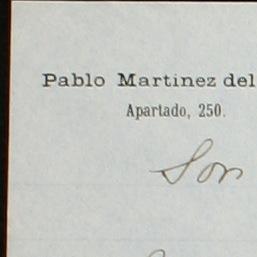 Pablo Martinez del
Apartado, 250.
Son